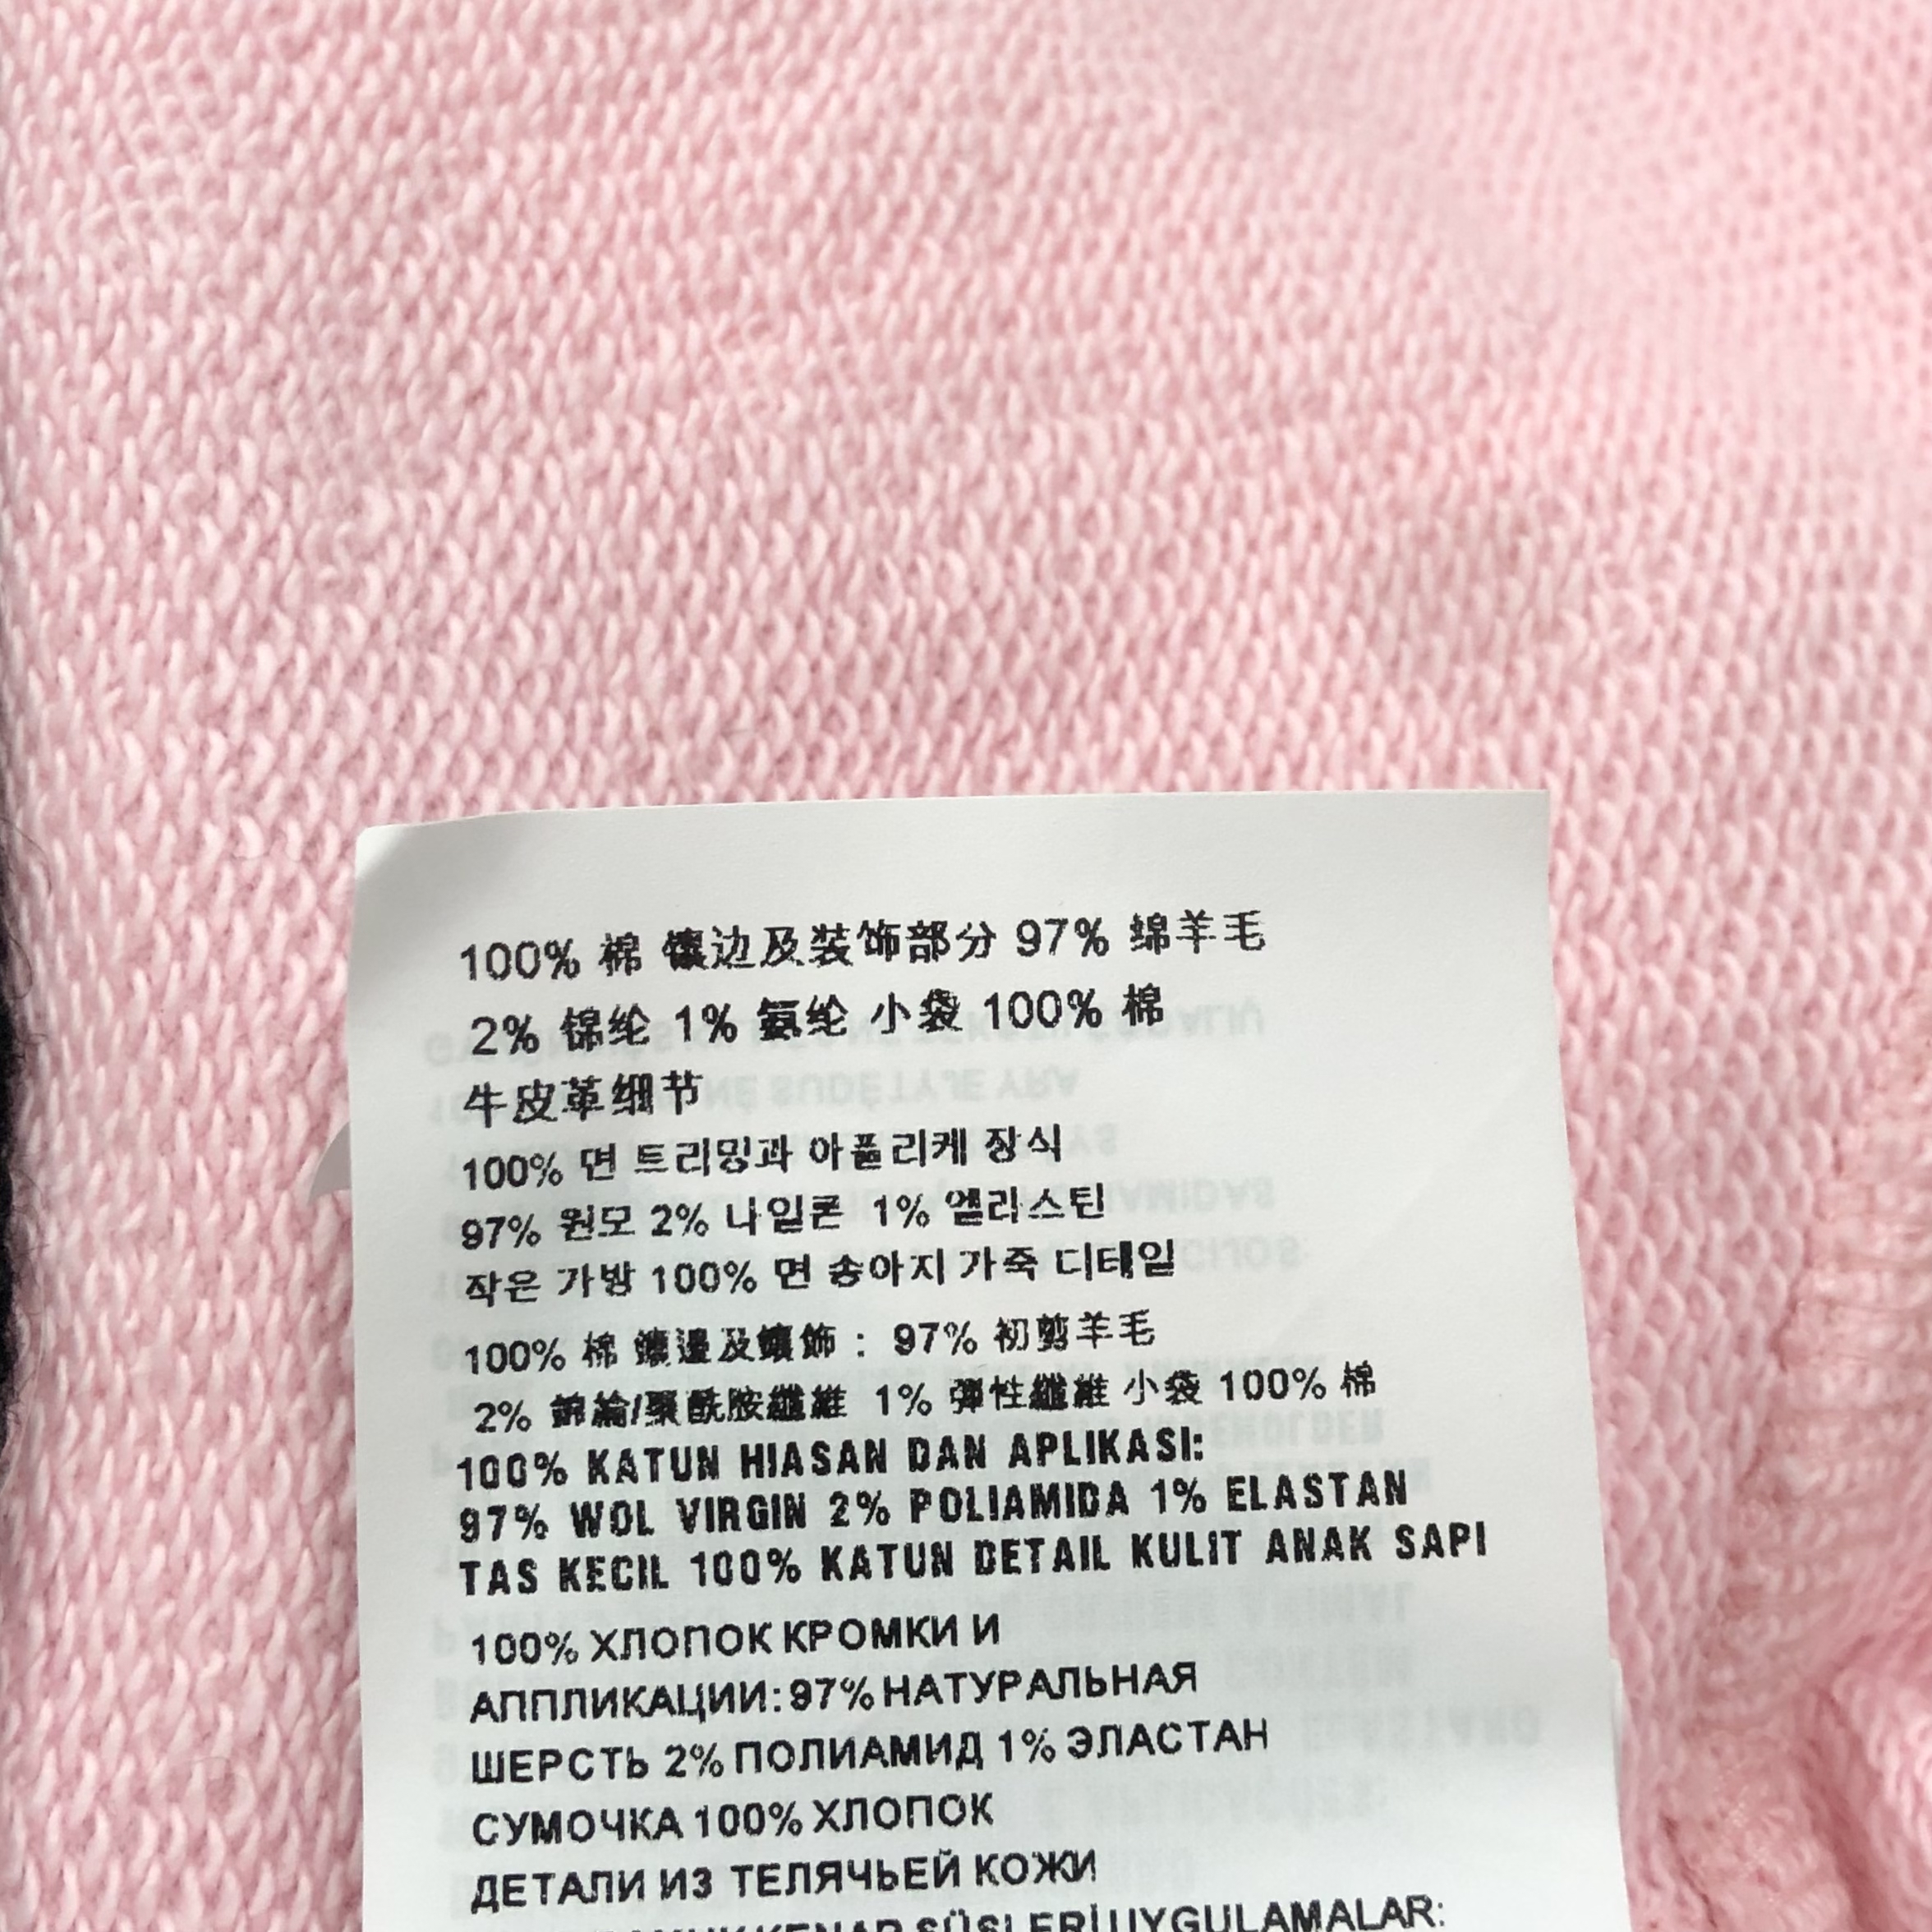 100% 棉 镶边及装饰部分 97% 绵羊毛
2% 锦纶 1% 氨纶 小袋 100% 棉
牛皮革细节
100% 면 트리밍과 아플리케 장식
97% 원모 2% 나일론 1% 엘라스틴
작은 가방 100% 면 송아지 가죽 디테일
100% 棉 鑲邊及鑲飾： 97% 初剪羊毛
2% 錦綸/聚酰胺纖維 1% 彈性纖維 小袋 100% 棉
100% KATUN HIASAN DAN APLIKASI:
97% WOL VIRGIN 2% POLIAMIDA 1% ELASTAN
TAS KECIL 100% KATUN DETAIL KULIT ANAK SAPI
100% ХЛОПОК КРОМКИ И
АППЛИКАЦИИ: 97% НАТУРАЛЬНАЯ
ШЕРСТЬ 2% ПОЛИАМИД 1% ЭЛАСТАН
СУМОЧКА 100% ХЛОПОК
ДЕТАЛИ ИЗ ТЕЛЯЧЬЕЙ КОЖИ
KENAR SÜSLERİ UYGULAMALAR: